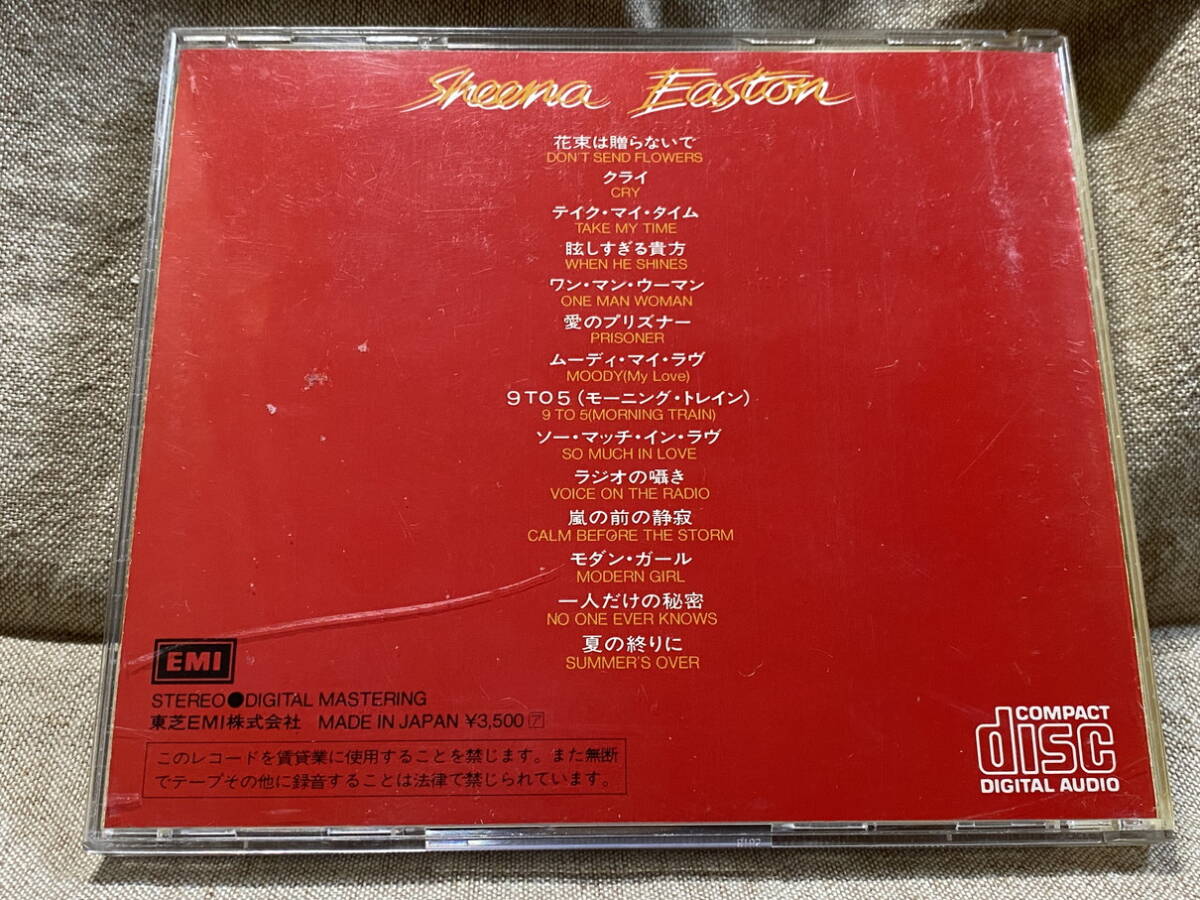 Sheena Easton
花束は贈らないで
DON'T SEND FLOWERS
クライ
CRY
テイク・マイ・タイム
TAKE MY TIME
眩しすぎる貴方
WHEN HE SHINES
ワン・マン・ウーマン
ONE MAN WOMAN
愛のプリズナー
PRISONER
ムーディ・マイ・ラヴ
MOODY(My Love)
9 TO 5(モーニング・トレイン)
9 TO 5(MORNING TRAIN)
ソー・マッチ・イン・ラヴ
SO MUCH IN LOVE
ラジオの囁き
VOICE ON THE RADIO
嵐の前の静寂
CALM BEFORE THE STORM
モダン・ガール
MODERN GIRL
一人だけの秘密
NO ONE EVER KNOWS
夏の終りに
SUMMER'S OVER
EMI
STEREO●DIGITAL MASTERING
東芝EMI株式会社 MADE IN JAPAN ¥3,500 ア
このレコードを賃貸業に使用することを禁じます。また無断
でテープその他に録音することは法律で禁じられています。
COMPACT
disc
DIGITAL AUDIO